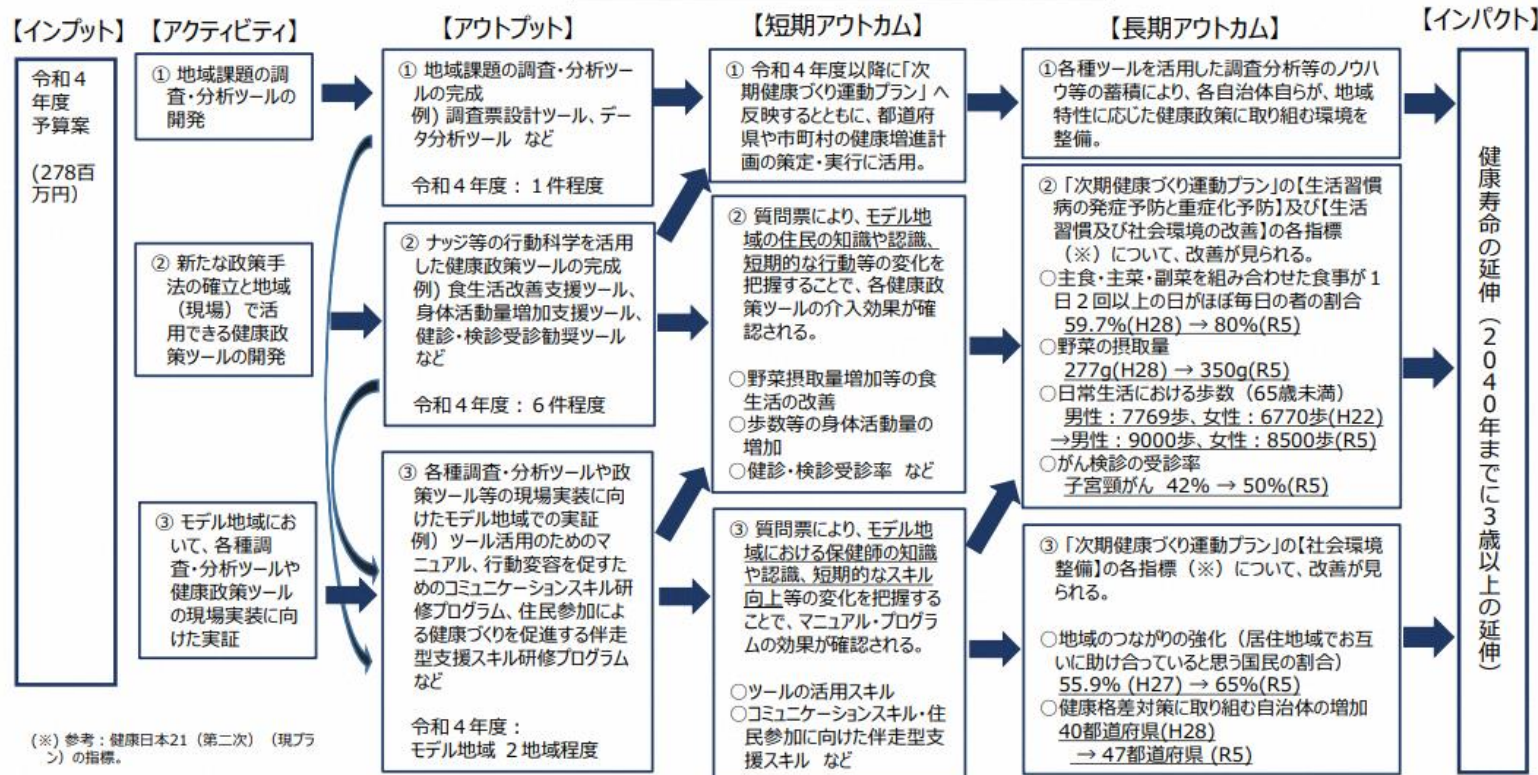 【インプット】
【アクティビティ】
【アウトプット】
【短期アウトカム】
【長期アウトカム】
【インパクト】
令和4
年度
予算案
(278百
万円)
① 地域課題の調
査・分析ツールの
開発
② 新たな政策手
法の確立と地域
（現場）で活
用できる健康政
策ツールの開発
③ モデル地域にお
いて、各種調
査・分析ツールや
健康政策ツール
の現場実装に向
けた実証
① 地域課題の調査・分析ツー
ルの完成
例) 調査票設計ツール、デー
タ分析ツール など
令和4年度：1件程度
② ナッジ等の行動科学を活用
した健康政策ツールの完成
例) 食生活改善支援ツール、
身体活動量増加支援ツール、
健診・検診受診勧奨ツール
など
令和4年度：6件程度
③ 各種調査・分析ツールや政
策ツール等の現場実装に向
けたモデル地域での実証
例）ツール活用のためのマ
ニュアル、行動変容を促すた
めのコミュニケーションスキル研
修プログラム、住民参加によ
る健康づくりを促進する伴走
型支援スキル研修プログラム
など
令和4年度：
モデル地域 2地域程度
① 令和4年度以降に「次
期健康づくり運動プラン」へ
反映するとともに、都道府
県や市町村の健康増進計
画の策定・実行に活用。
② 質問票により、モデル地
域の住民の知識や認識、
短期的な行動等の変化を
把握することで、各健康政
策ツールの介入効果が確
認される。
○野菜摂取量増加等の食
生活の改善
○歩数等の身体活動量の
増加
○健診・検診受診率 など
③ 質問票により、モデル地
域における保健師の知識
や認識、短期的なスキル
向上等の変化を把握する
ことで、マニュアル・プログラ
ムの効果が確認される。
○ツールの活用スキル
○コミュニケーションスキル・住
民参加に向けた伴走型支
援スキル など
①各種ツールを活用した調査分析等のノウハ
ウ等の蓄積により、各自治体自らが、地域
特性に応じた健康政策に取り組む環境を
整備。
② 「次期健康づくり運動プラン」の【生活習慣
病の発症予防と重症化予防】及び【生活
習慣及び社会環境の改善】の各指標
（※）について、改善が見られる。
○主食・主菜・副菜を組み合わせた食事が1
日2回以上の日がほぼ毎日の者の割合
59.7%(H28) → 80%(R5)
○野菜の摂取量
277g(H28) → 350g(R5)
○日常生活における歩数（65歳未満）
男性：7769歩、女性：6770歩(H22)
→男性：9000歩、女性：8500歩(R5)
○がん検診の受診率
子宮頸がん 42% → 50%(R5)
③ 「次期健康づくり運動プラン」の【社会環境
整備】の各指標（※）について、改善が見
られる。
○地域のつながりの強化（居住地域でお互
いに助け合っていると思う国民の割合）
55.9% (H27) → 65%(R5)
○健康格差対策に取り組む自治体の増加
40都道府県(H28)
→ 47都道府県 (R5)
健康寿命の延伸（2040年までに3歳以上の延伸）
(※) 参考：健康日本21（第二次）（現プラ
ン）の指標。